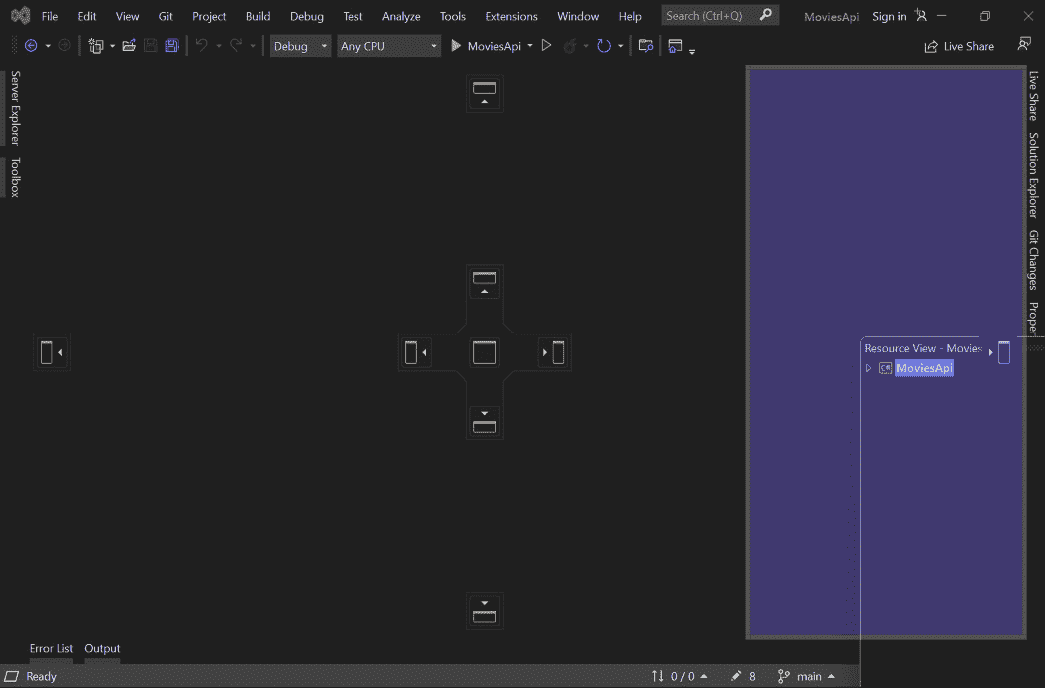 File Edit View Git Project Build Debug Test Analyze Tools Extensions Window Help Search (Ctrl+Q) MoviesApi Sign in
Debug Any CPU MoviesApi Live Share
Server Explorer
Toolbox
Live Share
Solution Explorer
Git Changes
Prope
Resource View - Movies
MoviesApi
Error List Output
Ready 0 / 0 8 main